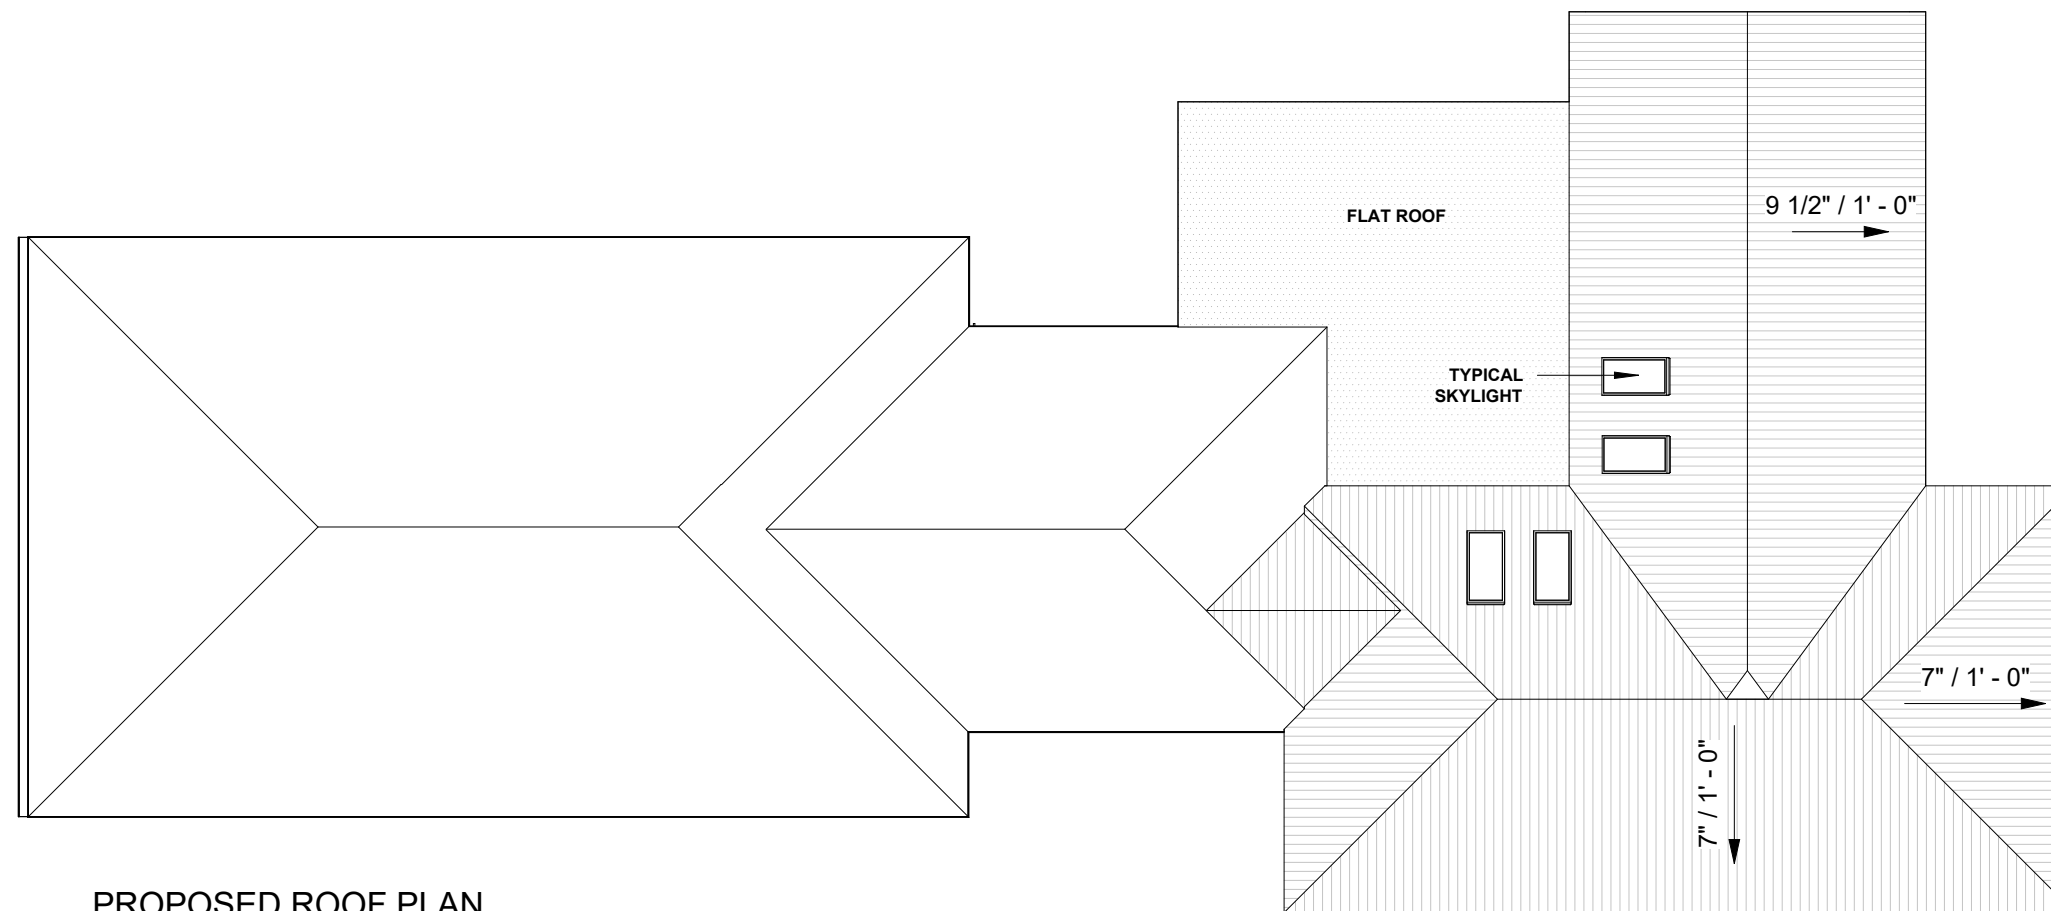 9 1/2" / 1' - 0"
FLAT ROOF
TYPICAL
SKYLIGHT
7" / 1' - 0"
7" / 1' - 0"
PROPOSED ROOF PLAN